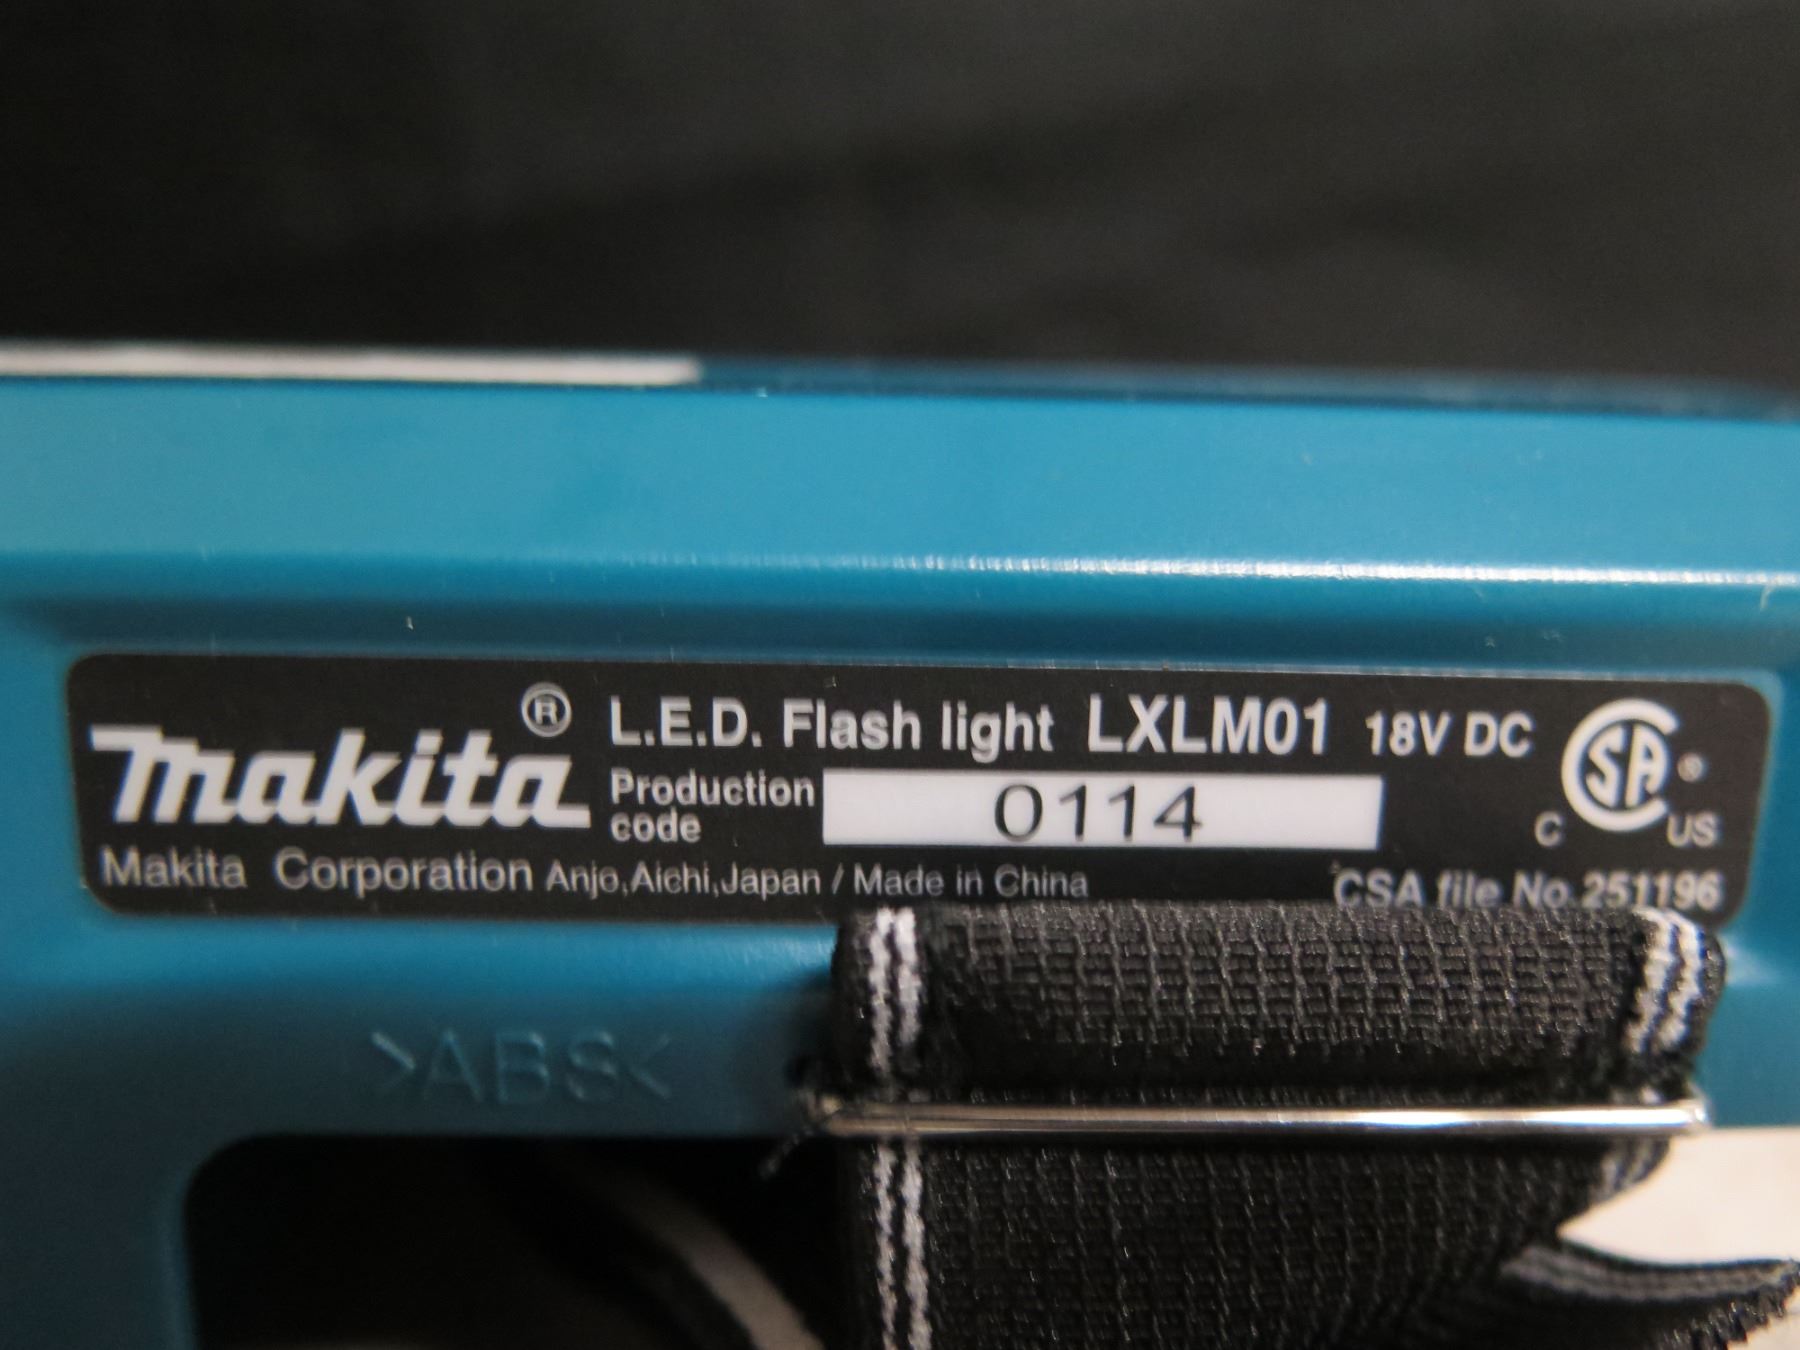 makita® L.E.D. Flash light LXLM01 18V DC
Production code 0114
C SA ® US
Makita Corporation Anjo,Aichi,Japan / Made in China
CSA file No.251196
>ABS<